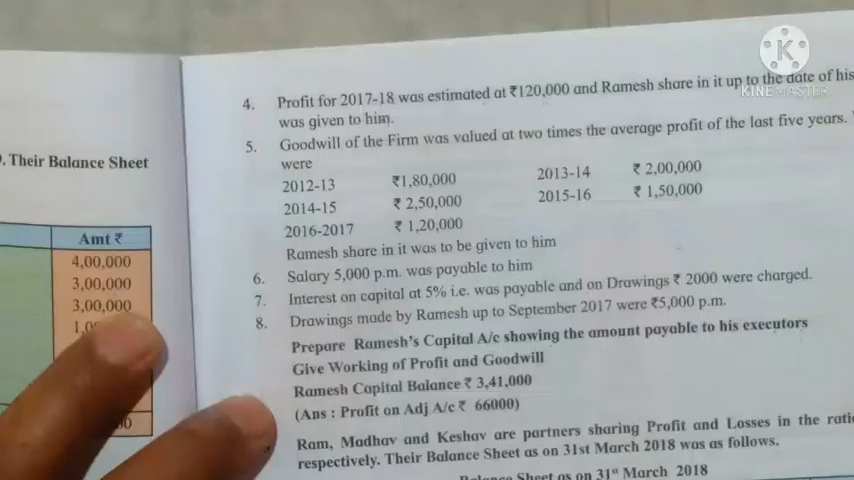 K
KINEMASTER
9. Their Balance Sheet
Amt ₹
4,00,000
3,00,000
3,00,000
4. Profit for 2017-18 was estimated at ₹120,000 and Ramesh share in it up to the date of his
was given to him.
5. Goodwill of the Firm was valued at two times the average profit of the last five years.
were
2012-13 ₹1,80,000 2013-14 ₹ 2,00,000
2014-15 ₹ 2,50,000 2015-16 ₹ 1,50,000
2016-2017 ₹ 1,20,000
Ramesh share in it was to be given to him
6. Salary 5,000 p.m. was payable to him
7. Interest on capital at 5% i.e. was payable and on Drawings ₹ 2000 were charged.
8. Drawings made by Ramesh up to September 2017 were ₹5,000 p.m.
Prepare Ramesh's Capital A/c showing the amount payable to his executors
Give Working of Profit and Goodwill
Ramesh Capital Balance ₹ 3,41,000
(Ans : Profit on Adj A/c ₹ 66000)
Ram, Madhav and Keshav are partners sharing Profit and Losses in the
respectively. Their Balance Sheet as on 31st March 2018 was as follows.
Balance Sheet as on 31st March 2018